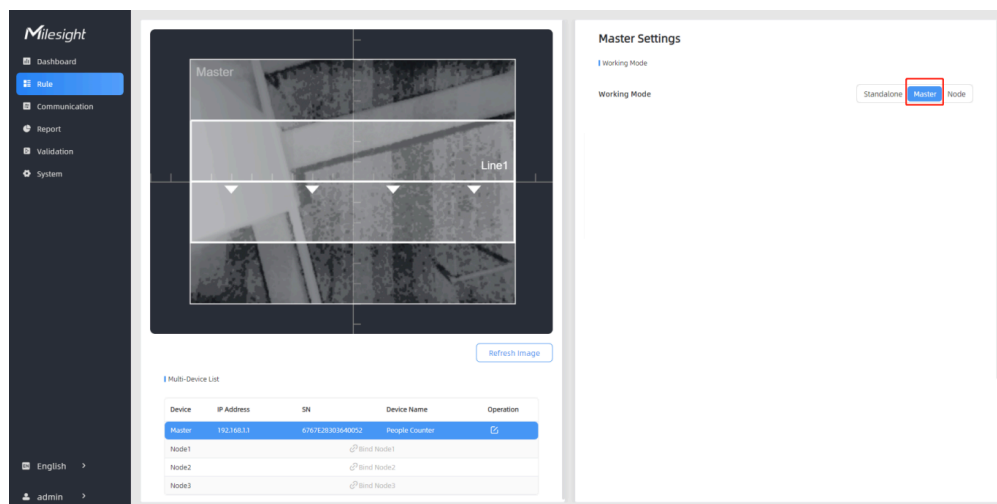 Milesight
Dashboard
Rule
Communication
Report
Validation
System
English
admin
Master
Line1
Refresh Image
Multi-Device List
Device IP Address SN Device Name Operation
Master 192.168.1.1 6767E28303640052 People Counter
Node1 Bind Node1
Node2 Bind Node2
Node3 Bind Node3
Master Settings
Working Mode
Working Mode Standalone Master Node